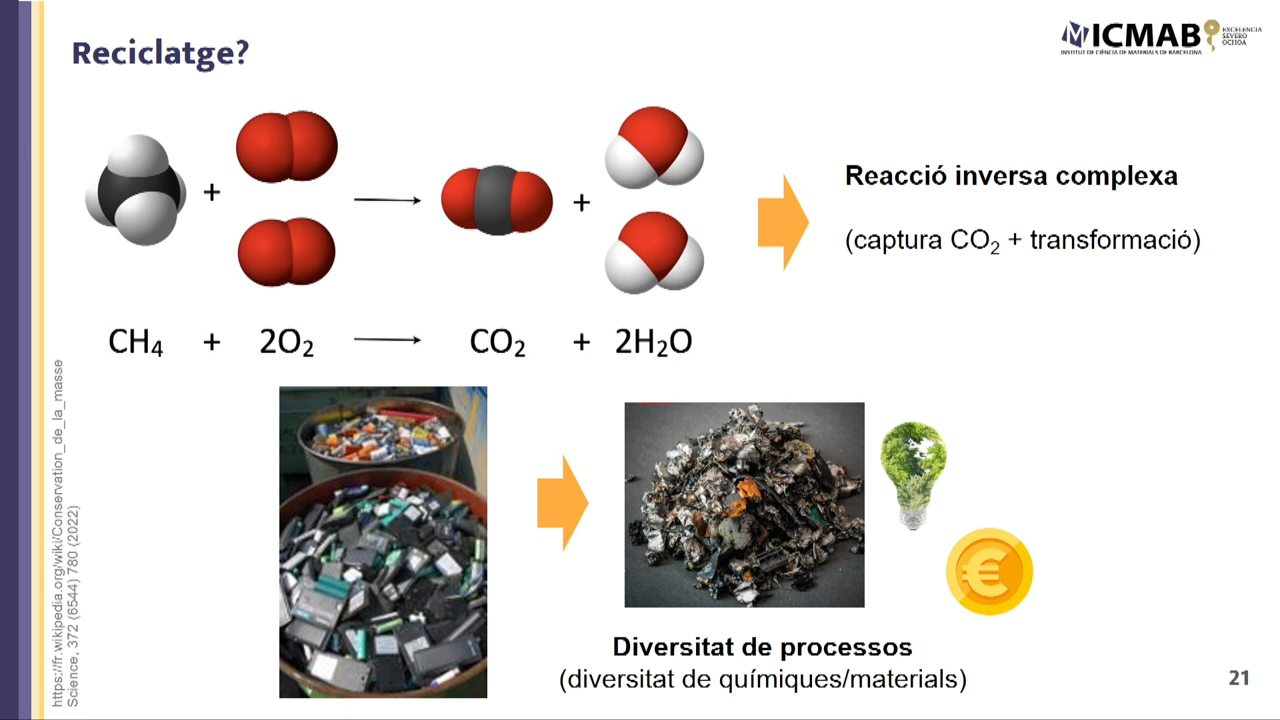 Reciclatge?
ICMAB
INSTITUT DE CIÈNCIA DE MATERIALS DE BARCELONA
EXCELENCIA
SEVERO
OCHOA
+
+
Reacció inversa complexa
(captura CO₂ + transformació)
CH₄ + 2O₂ → CO₂ + 2H₂O
https://fr.wikipedia.org/wiki/Conservation_de_la_masse
Science, 372 (6544) 780 (2022)
€
Diversitat de processos
(diversitat de químiques/materials)
21